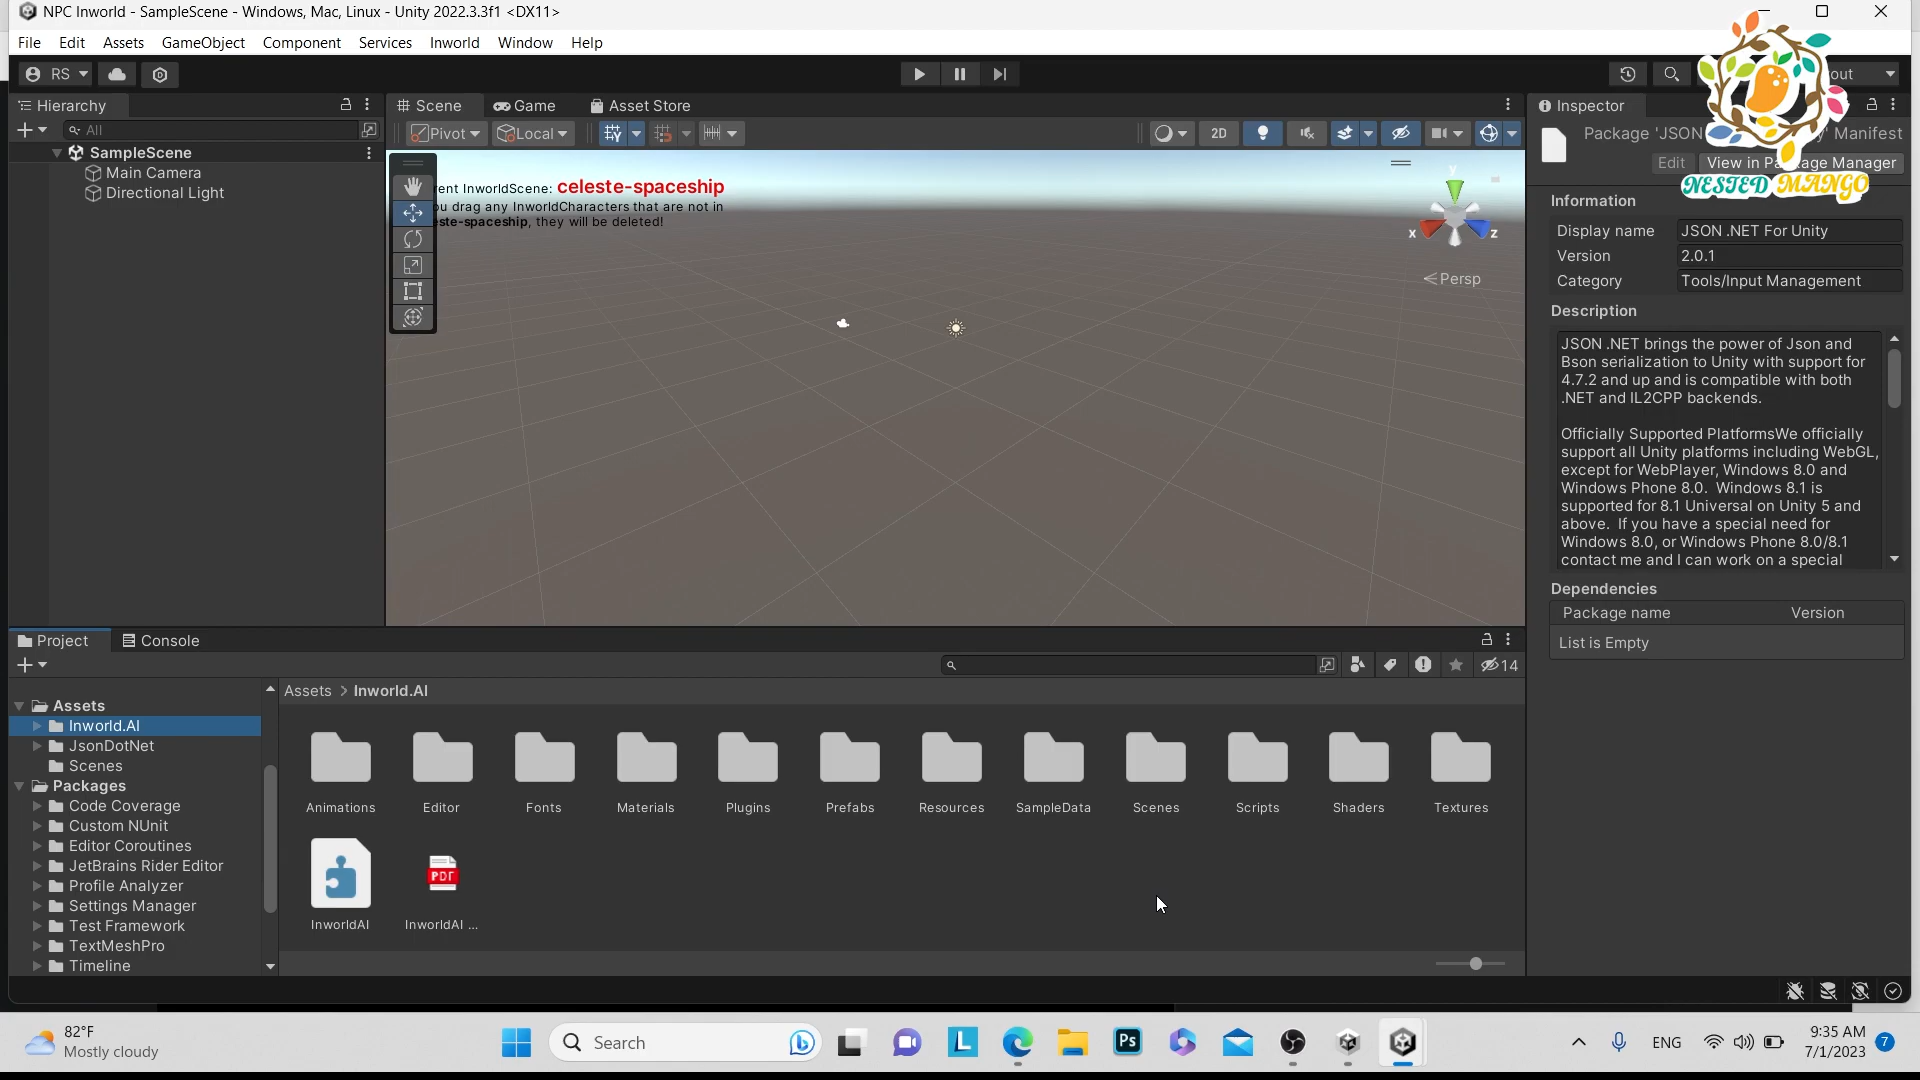 NPC Inworld - SampleScene - Windows, Mac, Linux - Unity 2022.3.3f1 <DX11>
File Edit Assets GameObject Component Services Inworld Window Help
RS
out
Hierarchy
All
SampleScene
Main Camera
Directional Light
Scene Game Asset Store
Pivot Local 2D
rent InworldScene: celeste-spaceship
ou drag any InworldCharacters that are not in
este-spaceship, they will be deleted!
y
x z
Persp
Inspector
Package 'JSON Manifest
Edit View in Package Manager
NESTED MANGO
Information
Display name JSON .NET For Unity
Version 2.0.1
Category Tools/Input Management
Description
JSON .NET brings the power of Json and
Bson serialization to Unity with support for
4.7.2 and up and is compatible with both
.NET and IL2CPP backends.
Officially Supported PlatformsWe officially
support all Unity platforms including WebGL,
except for WebPlayer, Windows 8.0 and
Windows Phone 8.0. Windows 8.1 is
supported for 8.1 Universal on Unity 5 and
above. If you have a special need for
Windows 8.0, or Windows Phone 8.0/8.1
contact me and I can work on a special
Dependencies
Package name Version
List is Empty
Project Console
14
Assets
Inworld.AI
JsonDotNet
Scenes
Packages
Code Coverage
Custom NUnit
Editor Coroutines
JetBrains Rider Editor
Profile Analyzer
Settings Manager
Test Framework
TextMeshPro
Timeline
Assets > Inworld.AI
Animations Editor Fonts Materials Plugins Prefabs Resources SampleData Scenes Scripts Shaders Textures
PDF
InworldAI InworldAI ...
82°F
Mostly cloudy
Search
L
Ps
ENG
9:35 AM
7/1/2023
7